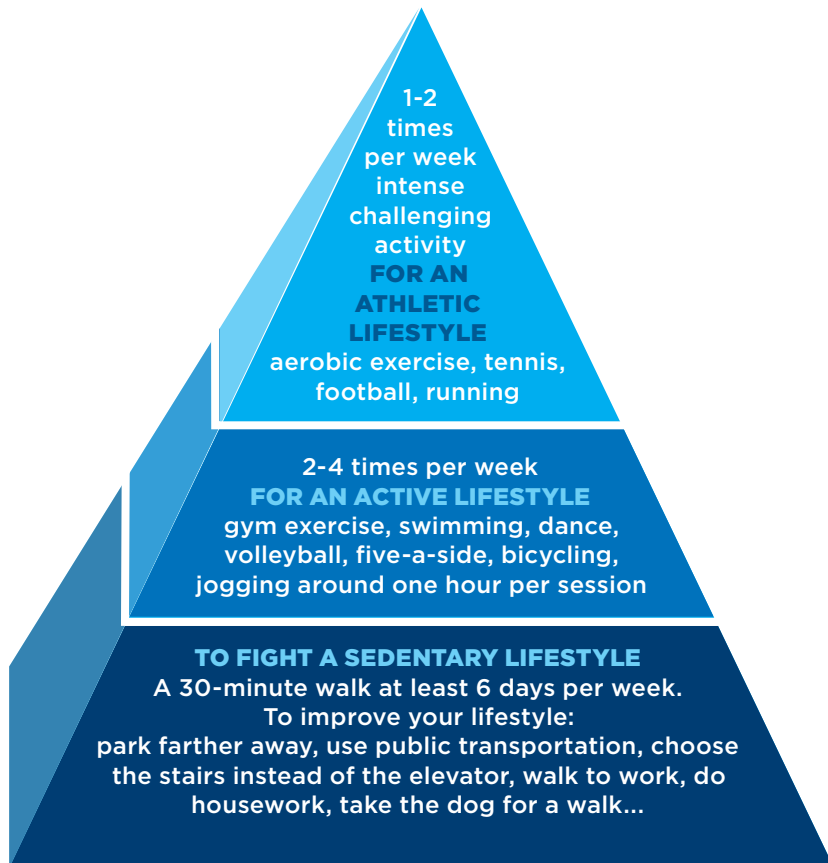 1-2
times
per week
intense
challenging
activity
FOR AN
ATHLETIC
LIFESTYLE
aerobic exercise, tennis,
football, running
2-4 times per week
FOR AN ACTIVE LIFESTYLE
gym exercise, swimming, dance,
volleyball, five-a-side, bicycling,
jogging around one hour per session
TO FIGHT A SEDENTARY LIFESTYLE
A 30-minute walk at least 6 days per week.
To improve your lifestyle:
park farther away, use public transportation, choose
the stairs instead of the elevator, walk to work, do
housework, take the dog for a walk...